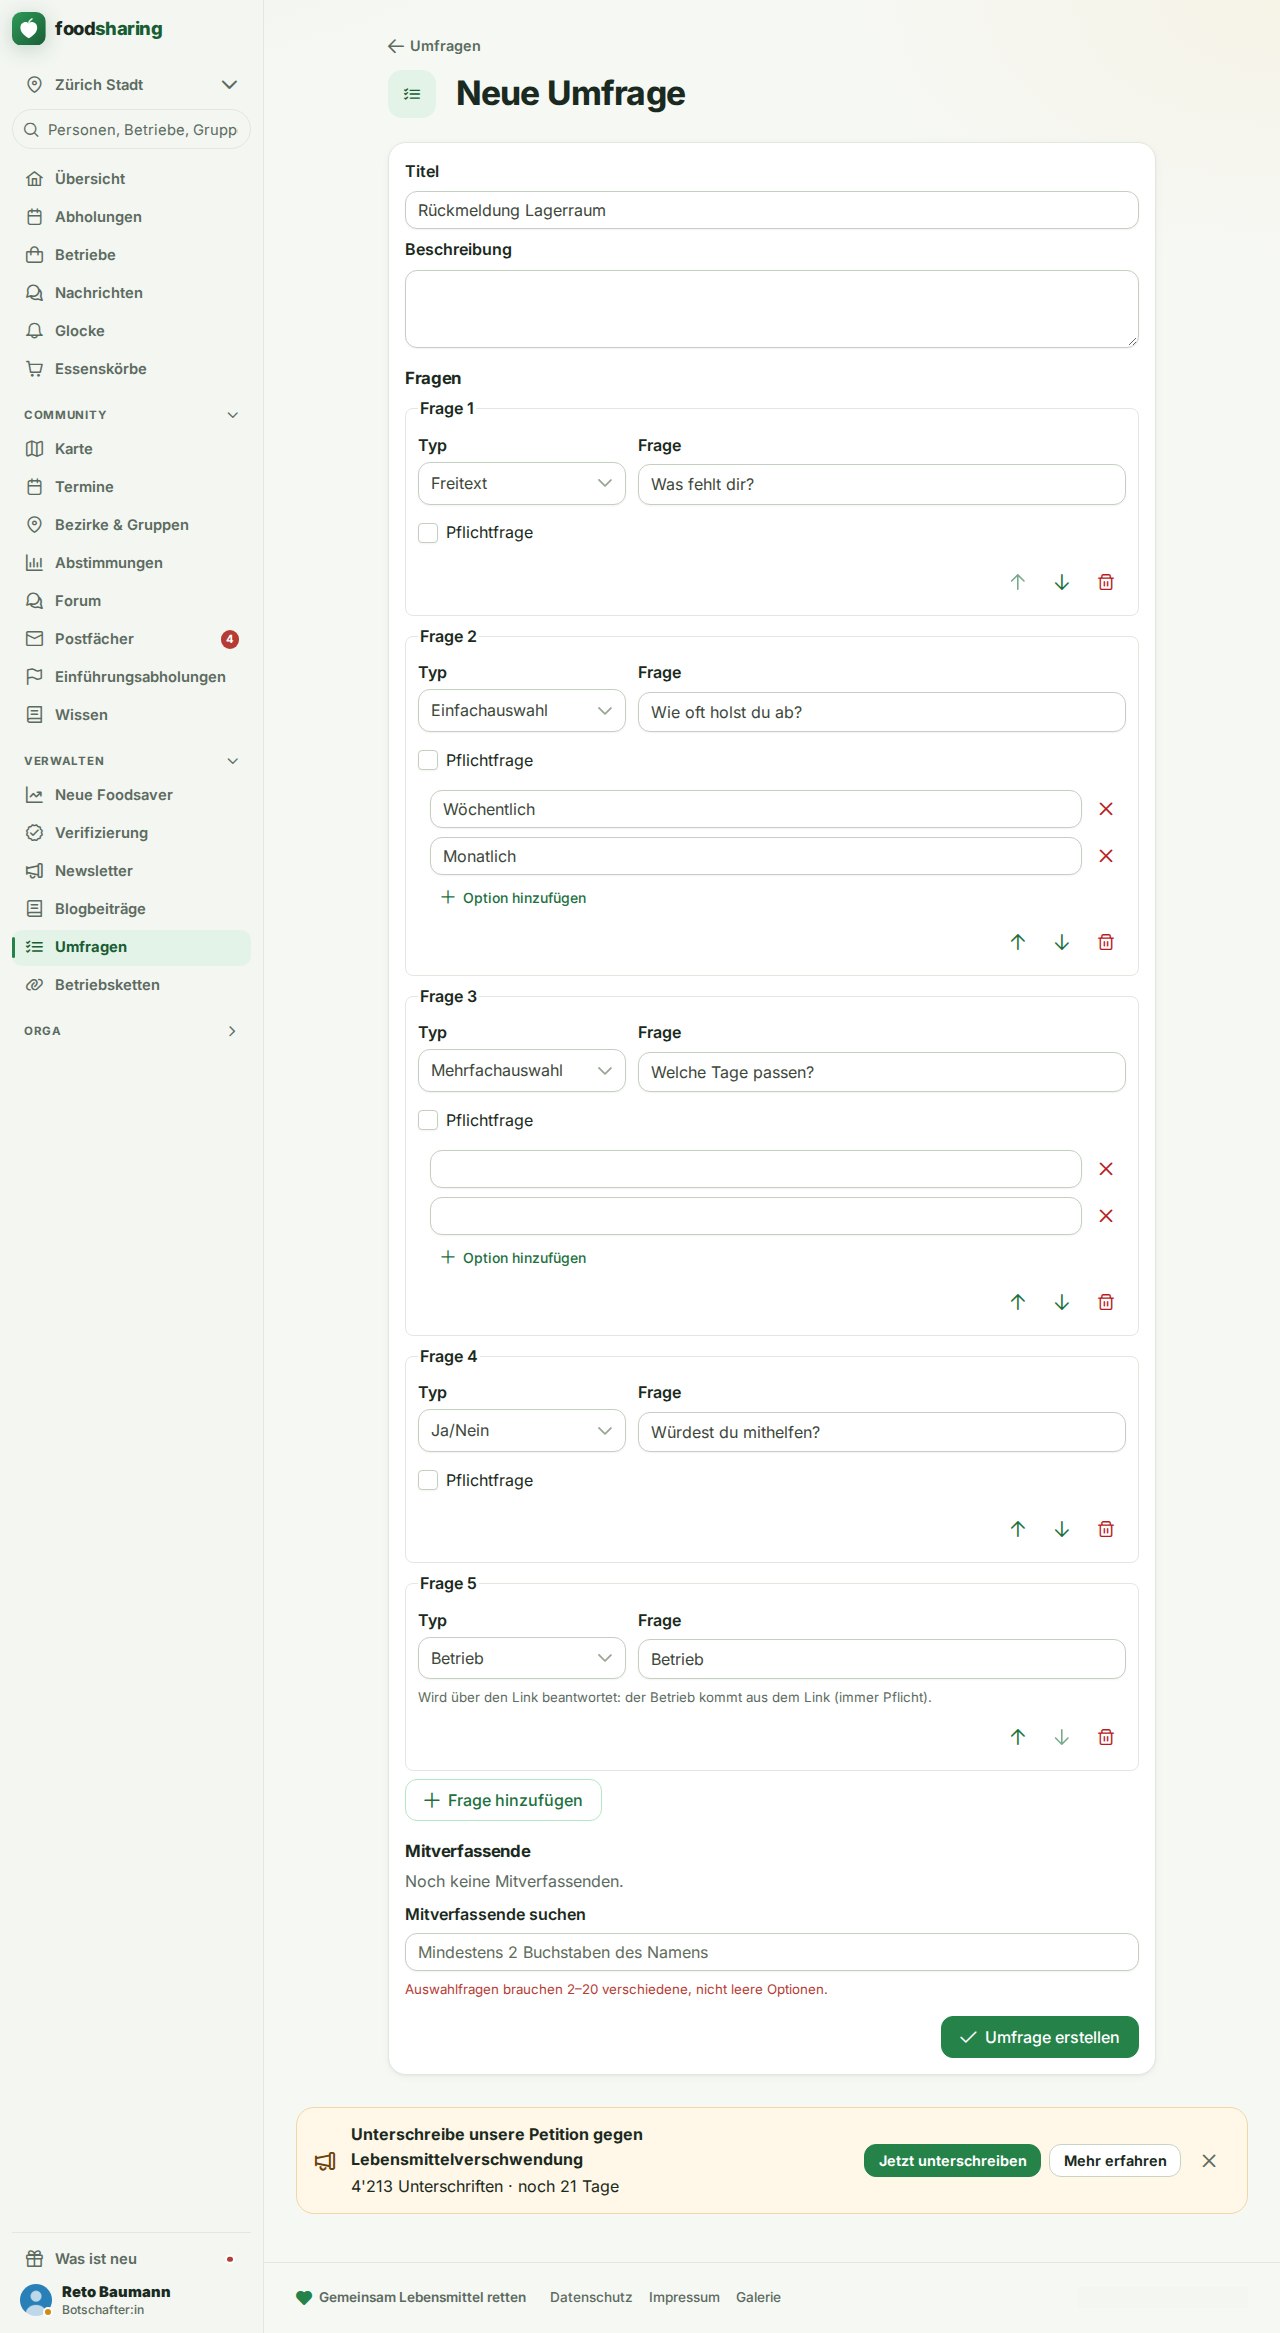 foodsharing
Zürich Stadt
Personen, Betriebe, Grupp
Übersicht
Abholungen
Betriebe
Nachrichten
Glocke
Essenskörbe
COMMUNITY
Karte
Termine
Bezirke & Gruppen
Abstimmungen
Forum
Postfächer 4
Einführungsabholungen
Wissen
VERWALTEN
Neue Foodsaver
Verifizierung
Newsletter
Blogbeiträge
Umfragen
Betriebsketten
ORGA
Was ist neu
Reto Baumann
Botschafter:in
Umfragen
Neue Umfrage
Titel
Rückmeldung Lagerraum
Beschreibung
Fragen
Frage 1
Typ Frage
Freitext Was fehlt dir?
Pflichtfrage
Frage 2
Typ Frage
Einfachauswahl Wie oft holst du ab?
Pflichtfrage
Wöchentlich
Monatlich
Option hinzufügen
Frage 3
Typ Frage
Mehrfachauswahl Welche Tage passen?
Pflichtfrage
Option hinzufügen
Frage 4
Typ Frage
Ja/Nein Würdest du mithelfen?
Pflichtfrage
Frage 5
Typ Frage
Betrieb Betrieb
Wird über den Link beantwortet: der Betrieb kommt aus dem Link (immer Pflicht).
Frage hinzufügen
Mitverfassende
Noch keine Mitverfassenden.
Mitverfassende suchen
Mindestens 2 Buchstaben des Namens
Auswahlfragen brauchen 2–20 verschiedene, nicht leere Optionen.
Umfrage erstellen
Unterschreibe unsere Petition gegen
Lebensmittelverschwendung
4'213 Unterschriften · noch 21 Tage
Jetzt unterschreiben Mehr erfahren
Gemeinsam Lebensmittel retten Datenschutz Impressum Galerie